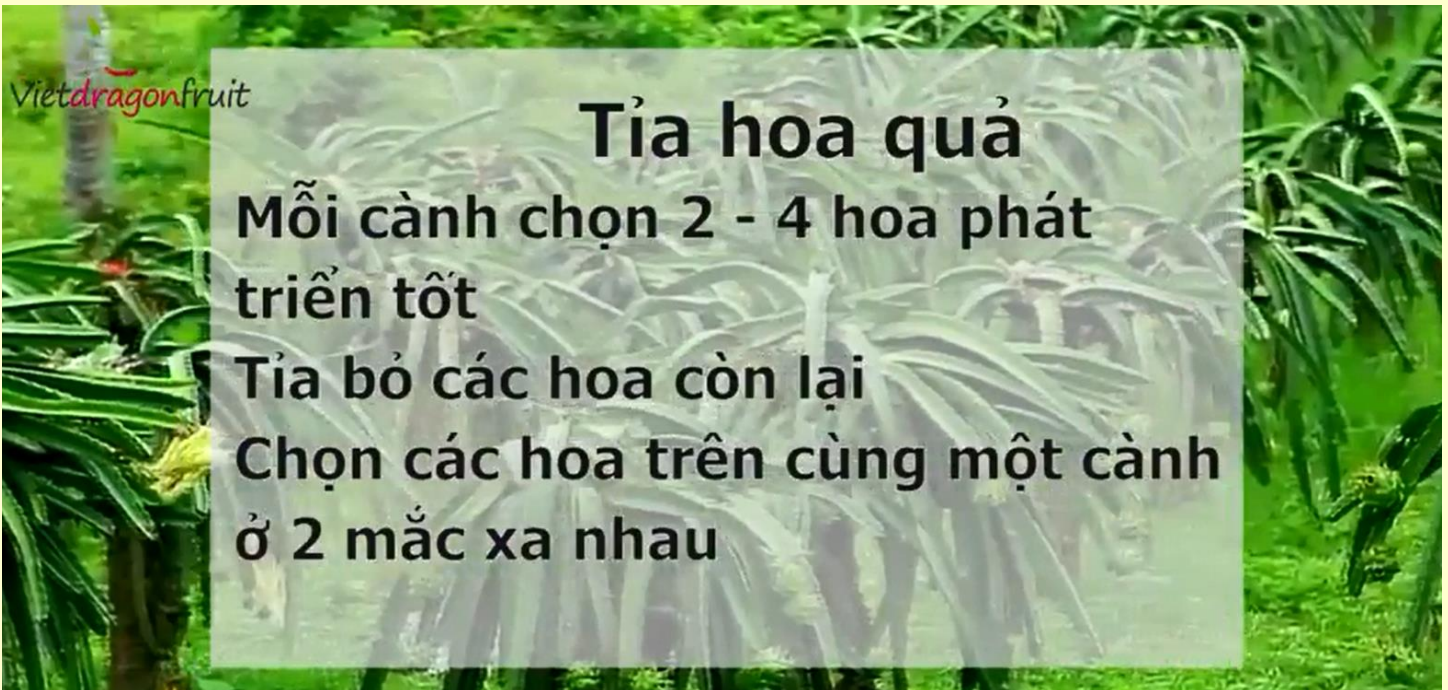 Vietdragonfruit
Tỉa hoa quả
Mỗi cành chọn 2 - 4 hoa phát
triển tốt
Tỉa bỏ các hoa còn lại
Chọn các hoa trên cùng một cành
ở 2 mắc xa nhau